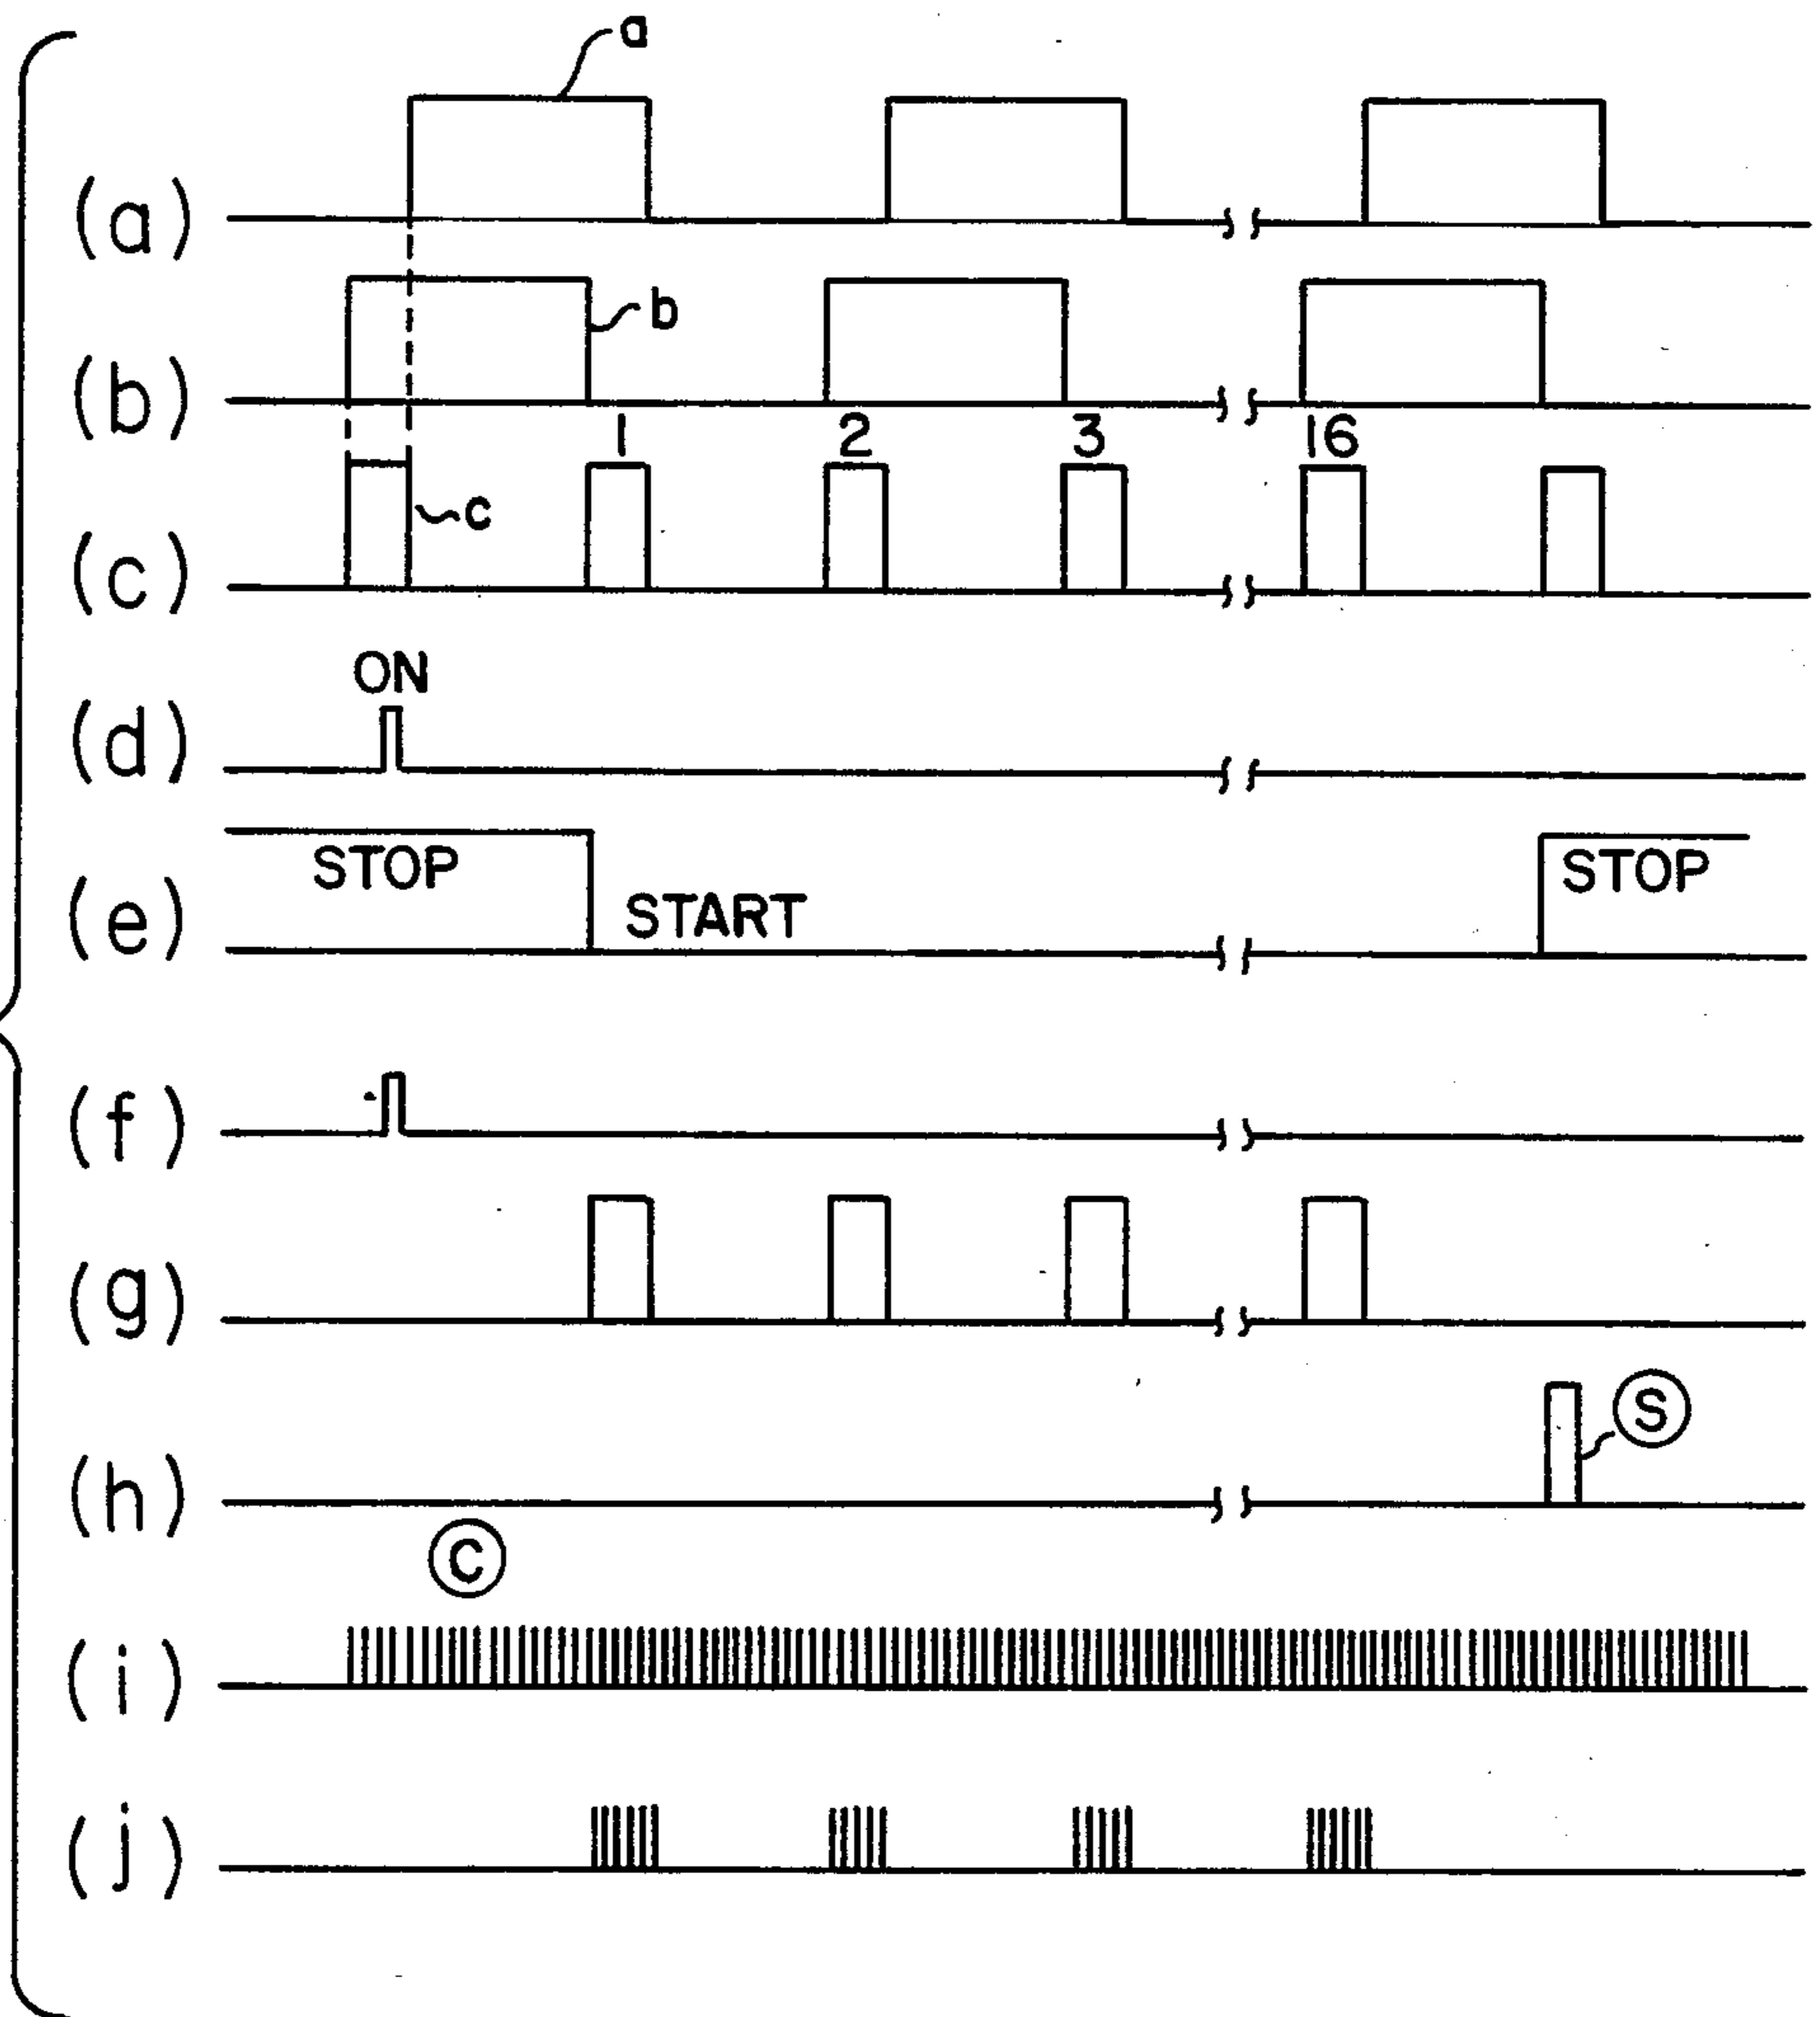 a
(a)
b
(b)
1 2 3 16
c
(c)
ON
(d)
STOP STOP
START
(e)
(f)
(g)
S
(h)
C
(i)
(j)